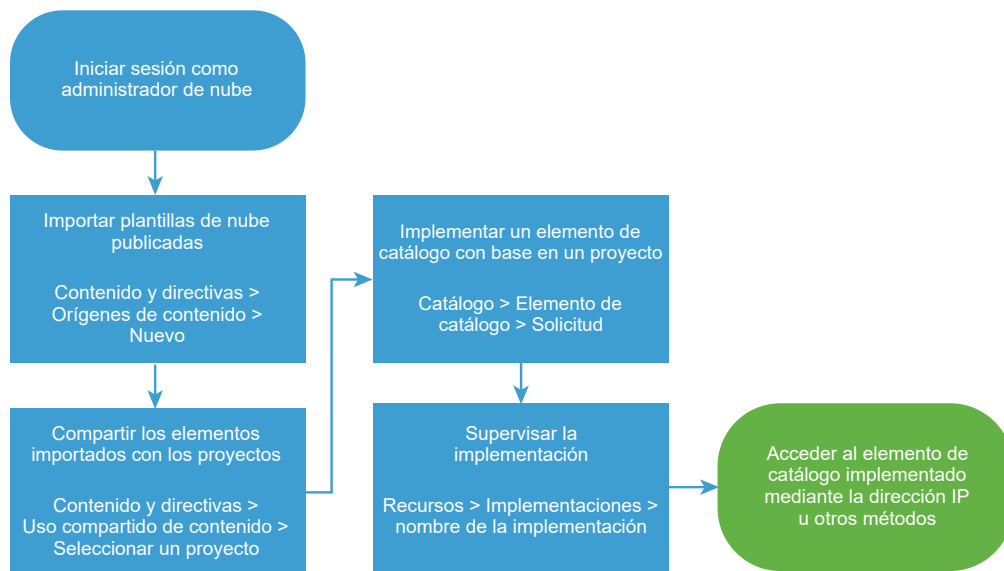 Iniciar sesión como
administrador de nube
Importar plantillas de nube
publicadas
Contenido y directivas >
Orígenes de contenido >
Nuevo
Compartir los elementos
importados con los proyectos
Contenido y directivas >
Uso compartido de contenido >
Seleccionar un proyecto
Implementar un elemento de
catálogo con base en un proyecto
Catálogo > Elemento de
catálogo > Solicitud
Supervisar la
implementación
Recursos > Implementaciones >
nombre de la implementación
Acceder al elemento de
catálogo implementado
mediante la dirección IP
u otros métodos